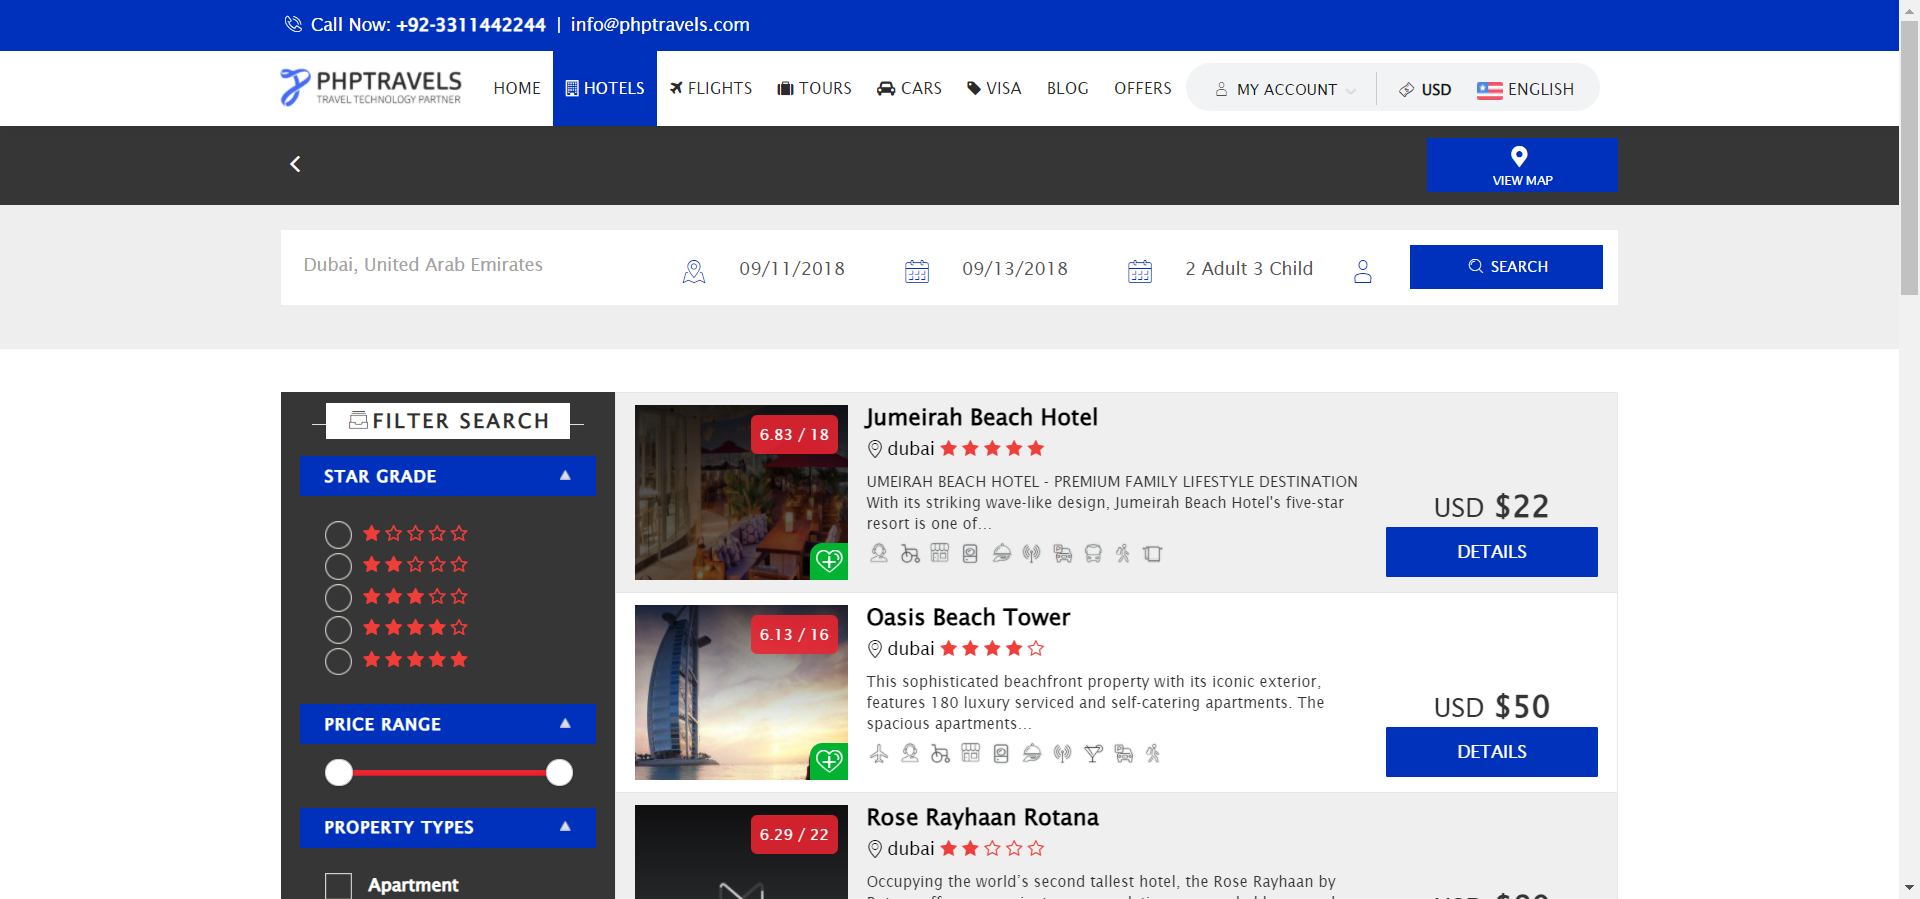 Call Now: +92-3311442244 | info@phptravels.com
PHPTRAVELS
TRAVEL TECHNOLOGY PARTNER
HOME
HOTELS
FLIGHTS
TOURS
CARS
VISA
BLOG
OFFERS
MY ACCOUNT
USD
ENGLISH
VIEW MAP
Dubai, United Arab Emirates
09/11/2018
09/13/2018
2 Adult 3 Child
SEARCH
FILTER SEARCH
STAR GRADE
PRICE RANGE
PROPERTY TYPES
Apartment
6.83 / 18
Jumeirah Beach Hotel
dubai
UMEIRAH BEACH HOTEL - PREMIUM FAMILY LIFESTYLE DESTINATION
With its striking wave-like design, Jumeirah Beach Hotel's five-star
resort is one of...
USD $22
DETAILS
6.13 / 16
Oasis Beach Tower
dubai
This sophisticated beachfront property with its iconic exterior,
features 180 luxury serviced and self-catering apartments. The
spacious apartments...
USD $50
DETAILS
6.29 / 22
Rose Rayhaan Rotana
dubai
Occupying the world’s second tallest hotel, the Rose Rayhaan by